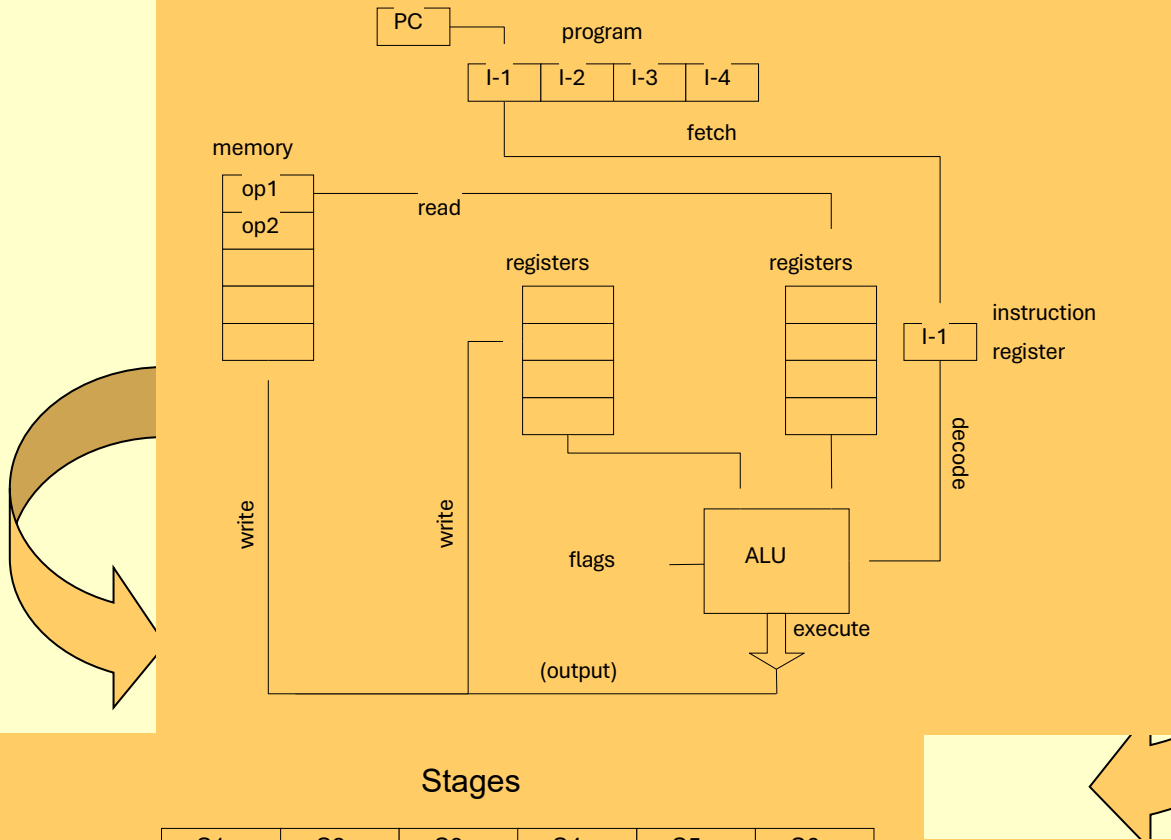 PC
program
I-1 I-2 I-3 I-4
fetch
memory
op1
read
op2
registers
registers
instruction
I-1
register
decode
write
write
flags
ALU
execute
(output)
Stages